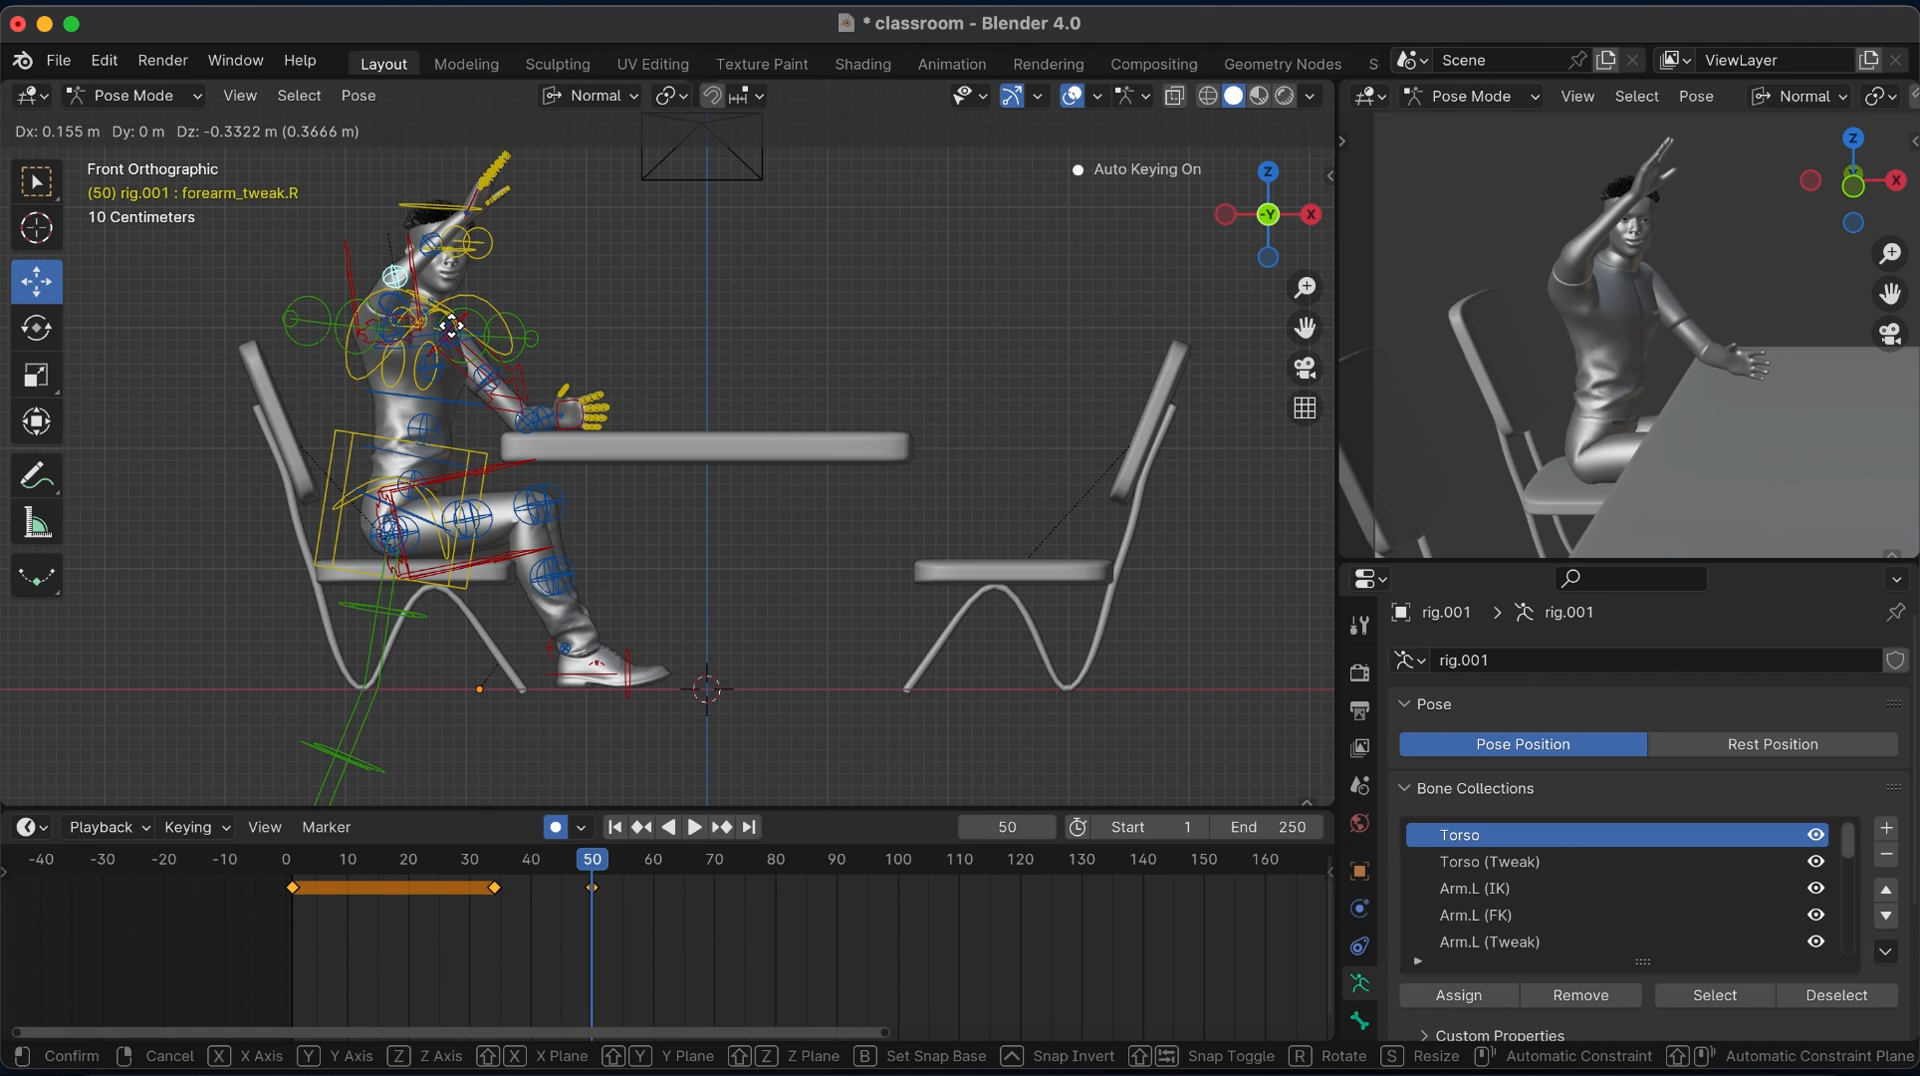 * classroom - Blender 4.0
File Edit Render Window Help Layout Modeling Sculpting UV Editing Texture Paint Shading Animation Rendering Compositing Geometry Nodes S Scene ViewLayer
Pose Mode View Select Pose Normal
Pose Mode View Select Pose Normal
Dx: 0.155 m Dy: 0 m Dz: -0.3322 m (0.3666 m)
Front Orthographic
(50) rig.001 : forearm_tweak.R
10 Centimeters
Auto Keying On
Z
-Y
X
Z
Y
X
rig.001 > rig.001
rig.001
Pose
Pose Position Rest Position
Bone Collections
Torso
Torso (Tweak)
Arm.L (IK)
Arm.L (FK)
Arm.L (Tweak)
Assign Remove Select Deselect
Custom Properties
Playback Keying View Marker 50 Start 1 End 250
-40 -30 -20 -10 0 10 20 30 40 50 60 70 80 90 100 110 120 130 140 150 160
Confirm Cancel X X Axis Y Y Axis Z Z Axis X X Plane Y Y Plane Z Z Plane B Set Snap Base Snap Invert Snap Toggle R Rotate S Resize Automatic Constraint Automatic Constraint Plane